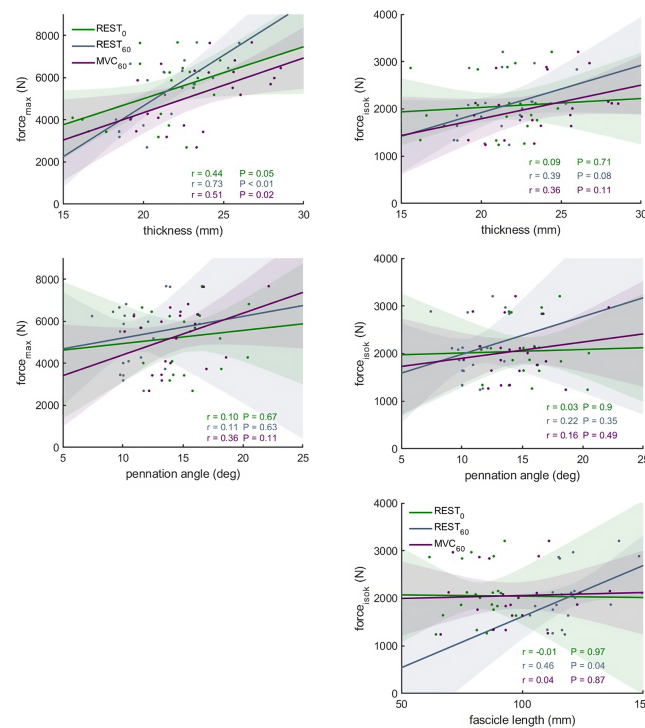 8000
6000
4000
2000
0
force_max (N)
REST_0
REST_60
MVC_60
r = 0.44 P = 0.05
r = 0.73 P < 0.01
r = 0.51 P = 0.02
15 20 25 30
thickness (mm)
4000
3000
2000
1000
0
force_isok (N)
r = 0.09 P = 0.71
r = 0.39 P = 0.08
r = 0.36 P = 0.11
15 20 25 30
thickness (mm)
8000
6000
4000
2000
0
force_max (N)
r = 0.10 P = 0.67
r = 0.11 P = 0.63
r = 0.36 P = 0.11
5 10 15 20 25
pennation angle (deg)
4000
3000
2000
1000
0
force_isok (N)
r = 0.03 P = 0.9
r = 0.22 P = 0.35
r = 0.16 P = 0.49
5 10 15 20 25
pennation angle (deg)
4000
3000
2000
1000
0
force_isok (N)
REST_0
REST_60
MVC_60
r = -0.01 P = 0.97
r = 0.46 P = 0.04
r = 0.04 P = 0.87
50 100 150
fascicle length (mm)